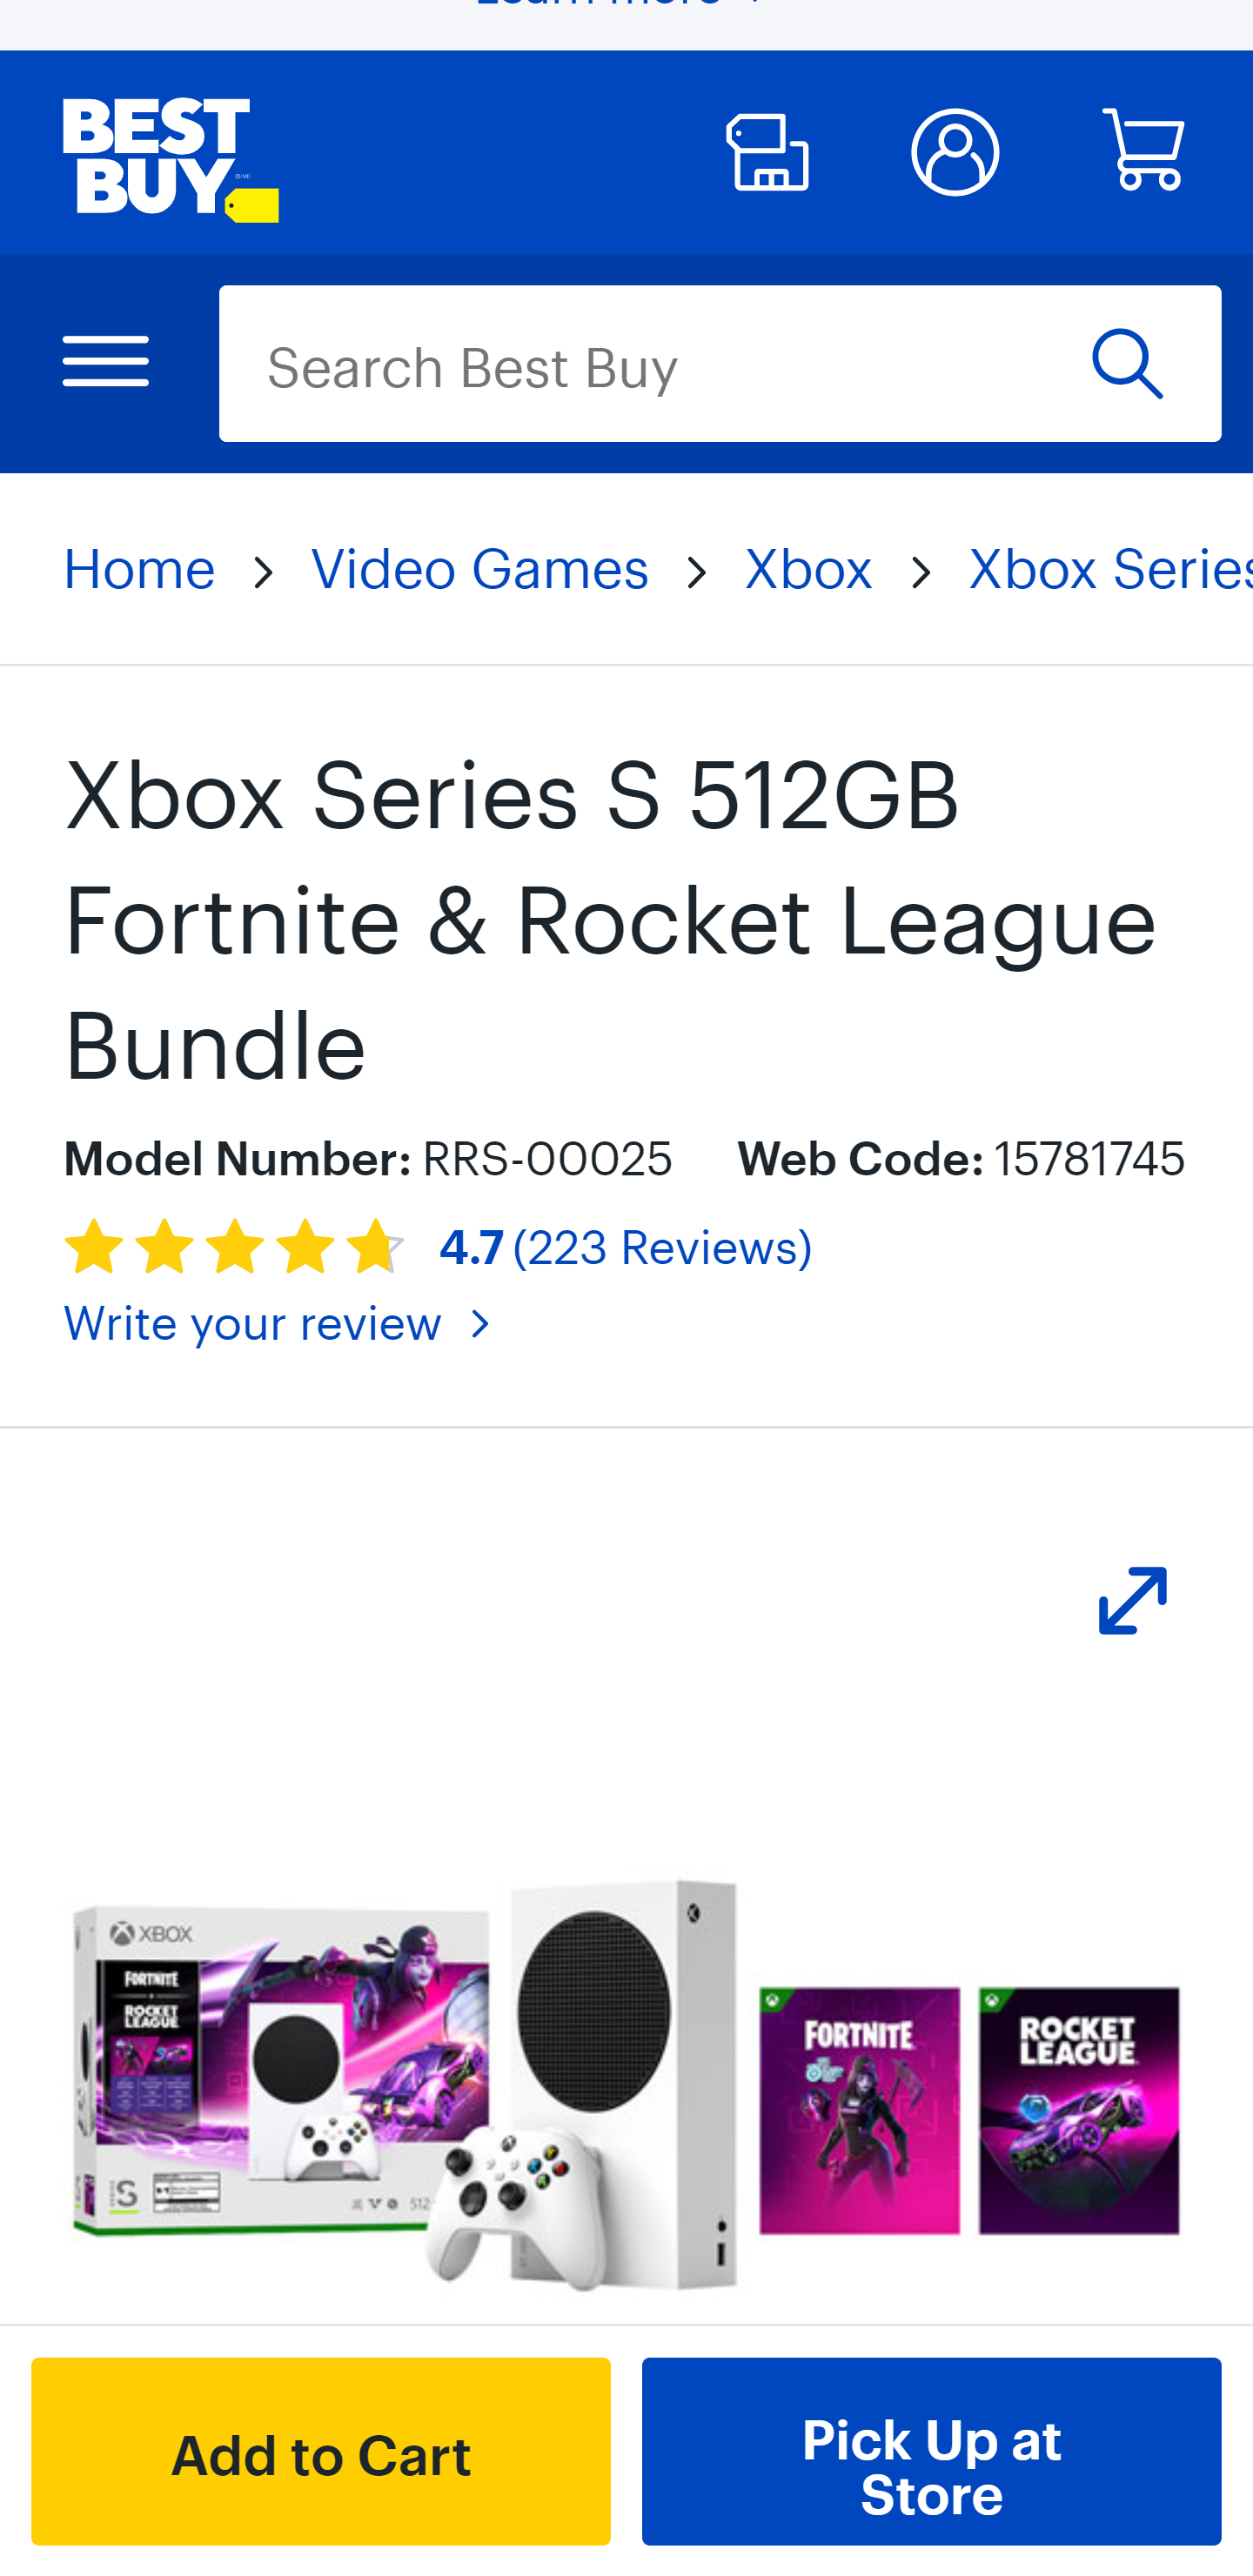 BEST
BUY
Search Best Buy
Home > Video Games > Xbox > Xbox Series
Xbox Series S 512GB
Fortnite & Rocket League
Bundle
Model Number: RRS-00025 Web Code: 15781745
4.7 (223 Reviews)
Write your review >
XBOX
FORTNITE
ROCKET
LEAGUE
SERIES S
512
FORTNITE
ROCKET
LEAGUE
Add to Cart
Pick Up at
Store